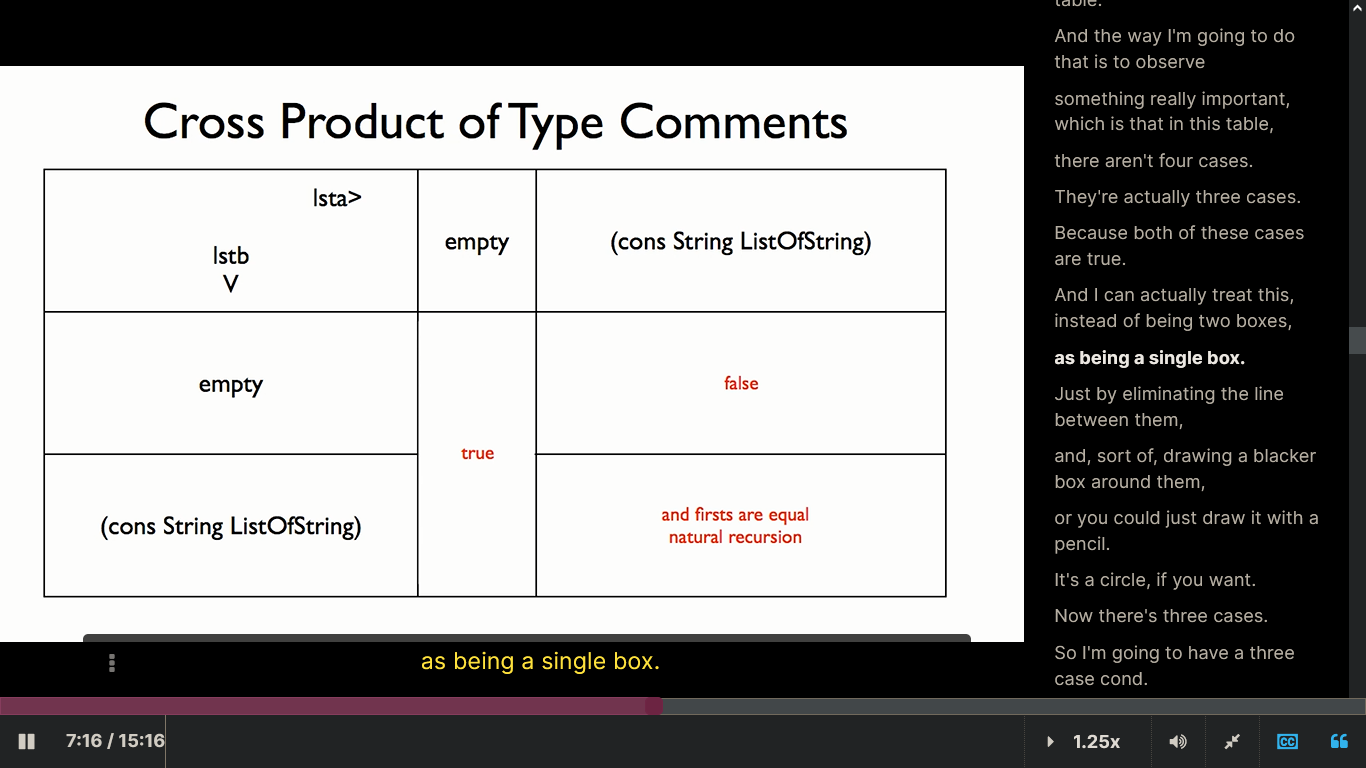 Cross Product of Type Comments
lsta>
lstb
V
empty
(cons String ListOfString)
empty
false
true
(cons String ListOfString)
and firsts are equal
natural recursion
as being a single box.
7:16 / 15:16
1.25x
CC
table.
And the way I'm going to do
that is to observe
something really important,
which is that in this table,
there aren't four cases.
They're actually three cases.
Because both of these cases
are true.
And I can actually treat this,
instead of being two boxes,
as being a single box.
Just by eliminating the line
between them,
and, sort of, drawing a blacker
box around them,
or you could just draw it with a
pencil.
It's a circle, if you want.
Now there's three cases.
So I'm going to have a three
case cond.